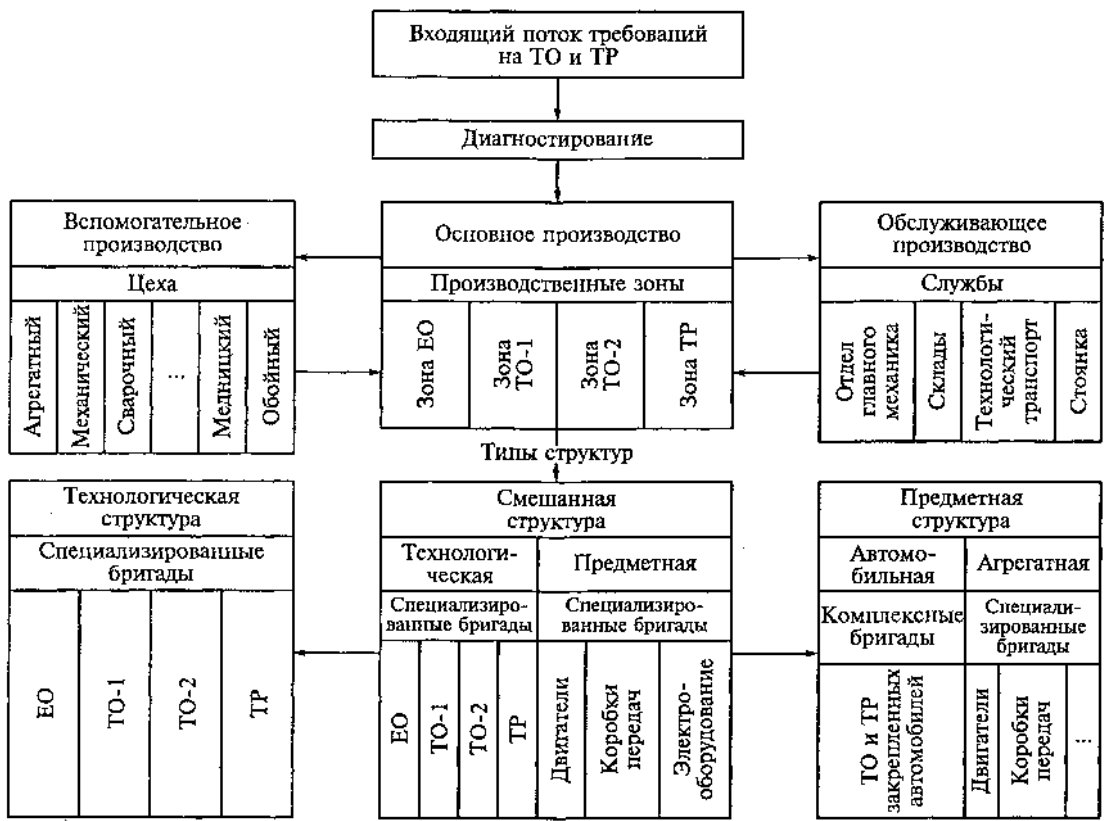 Входящий поток требований
на ТО и ТР
Диагностирование
Вспомогательное
производство
Цеха
Агрегатный
Механический
Сварочный
...
Медницкий
Обойный
Основное производство
Производственные зоны
Зона ЕО
Зона
ТО-1
Зона
ТО-2
Зона ТР
Обслуживающее
производство
Службы
Отдел
главного
механика
Склады
Технологи-
ческий
транспорт
Стоянка
Типы структур
Технологическая
структура
Специализированные
бригады
ЕО
ТО-1
ТО-2
ТР
Смешанная
структура
Технологи-
ческая
Предметная
Специализиро-
ванные бригады
Специализиро-
ванные бригады
ЕО
ТО-1
ТО-2
ТР
Двигатели
Коробки
передач
Электро-
оборудование
Предметная
структура
Автомо-
бильная
Агрегатная
Комплексные
бригады
Специали-
зированные
бригады
ТО и ТР
закрепленных
автомобилей
Двигатели
Коробки
передач
...